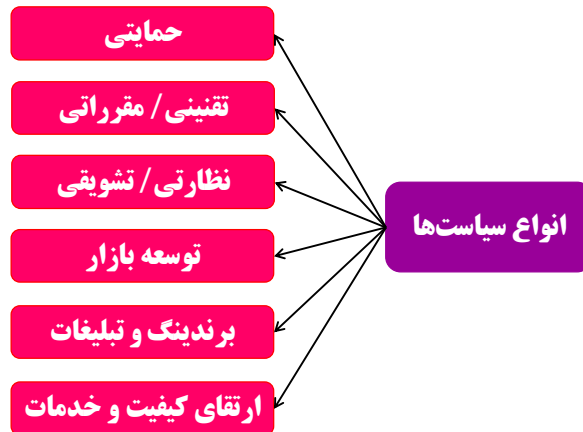 انواع سیاست‌ها
حمایتی
تقنینی/ مقرراتی
نظارتی/ تشویقی
توسعه بازار
برندینگ و تبلیغات
ارتقای کیفیت و خدمات